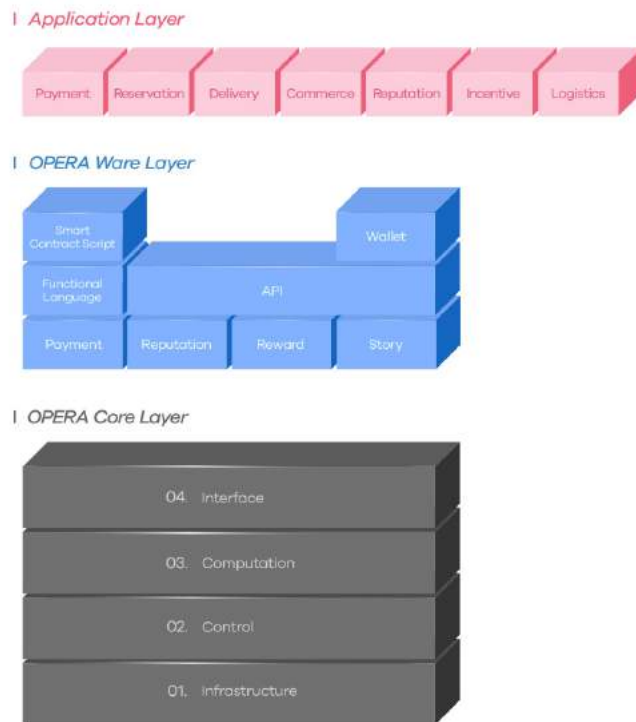 Application Layer
Payment Reservation Delivery Commerce Reputation Incentive Logistics
OPERA Ware Layer
Smart
Contract Script
Wallet
Functional
Language
API
Payment Reputation Reward Story
OPERA Core Layer
04. Interface
03. Computation
02. Control
01. Infrastructure